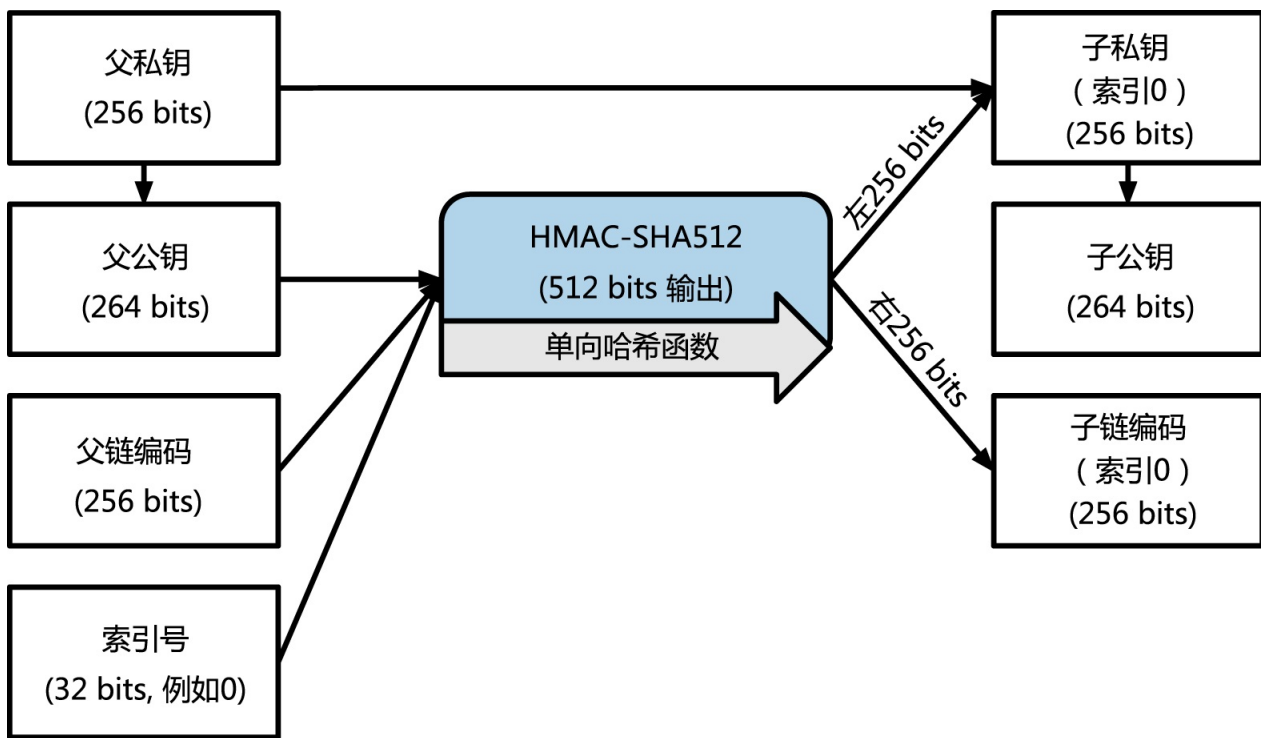 父私钥
(256 bits)
父公钥
(264 bits)
父链编码
(256 bits)
索引号
(32 bits, 例如0)
HMAC-SHA512
(512 bits 输出)
单向哈希函数
左256 bits
右256 bits
子私钥
（ 索引0 ）
(256 bits)
子公钥
(264 bits)
子链编码
（ 索引0 ）
(256 bits)